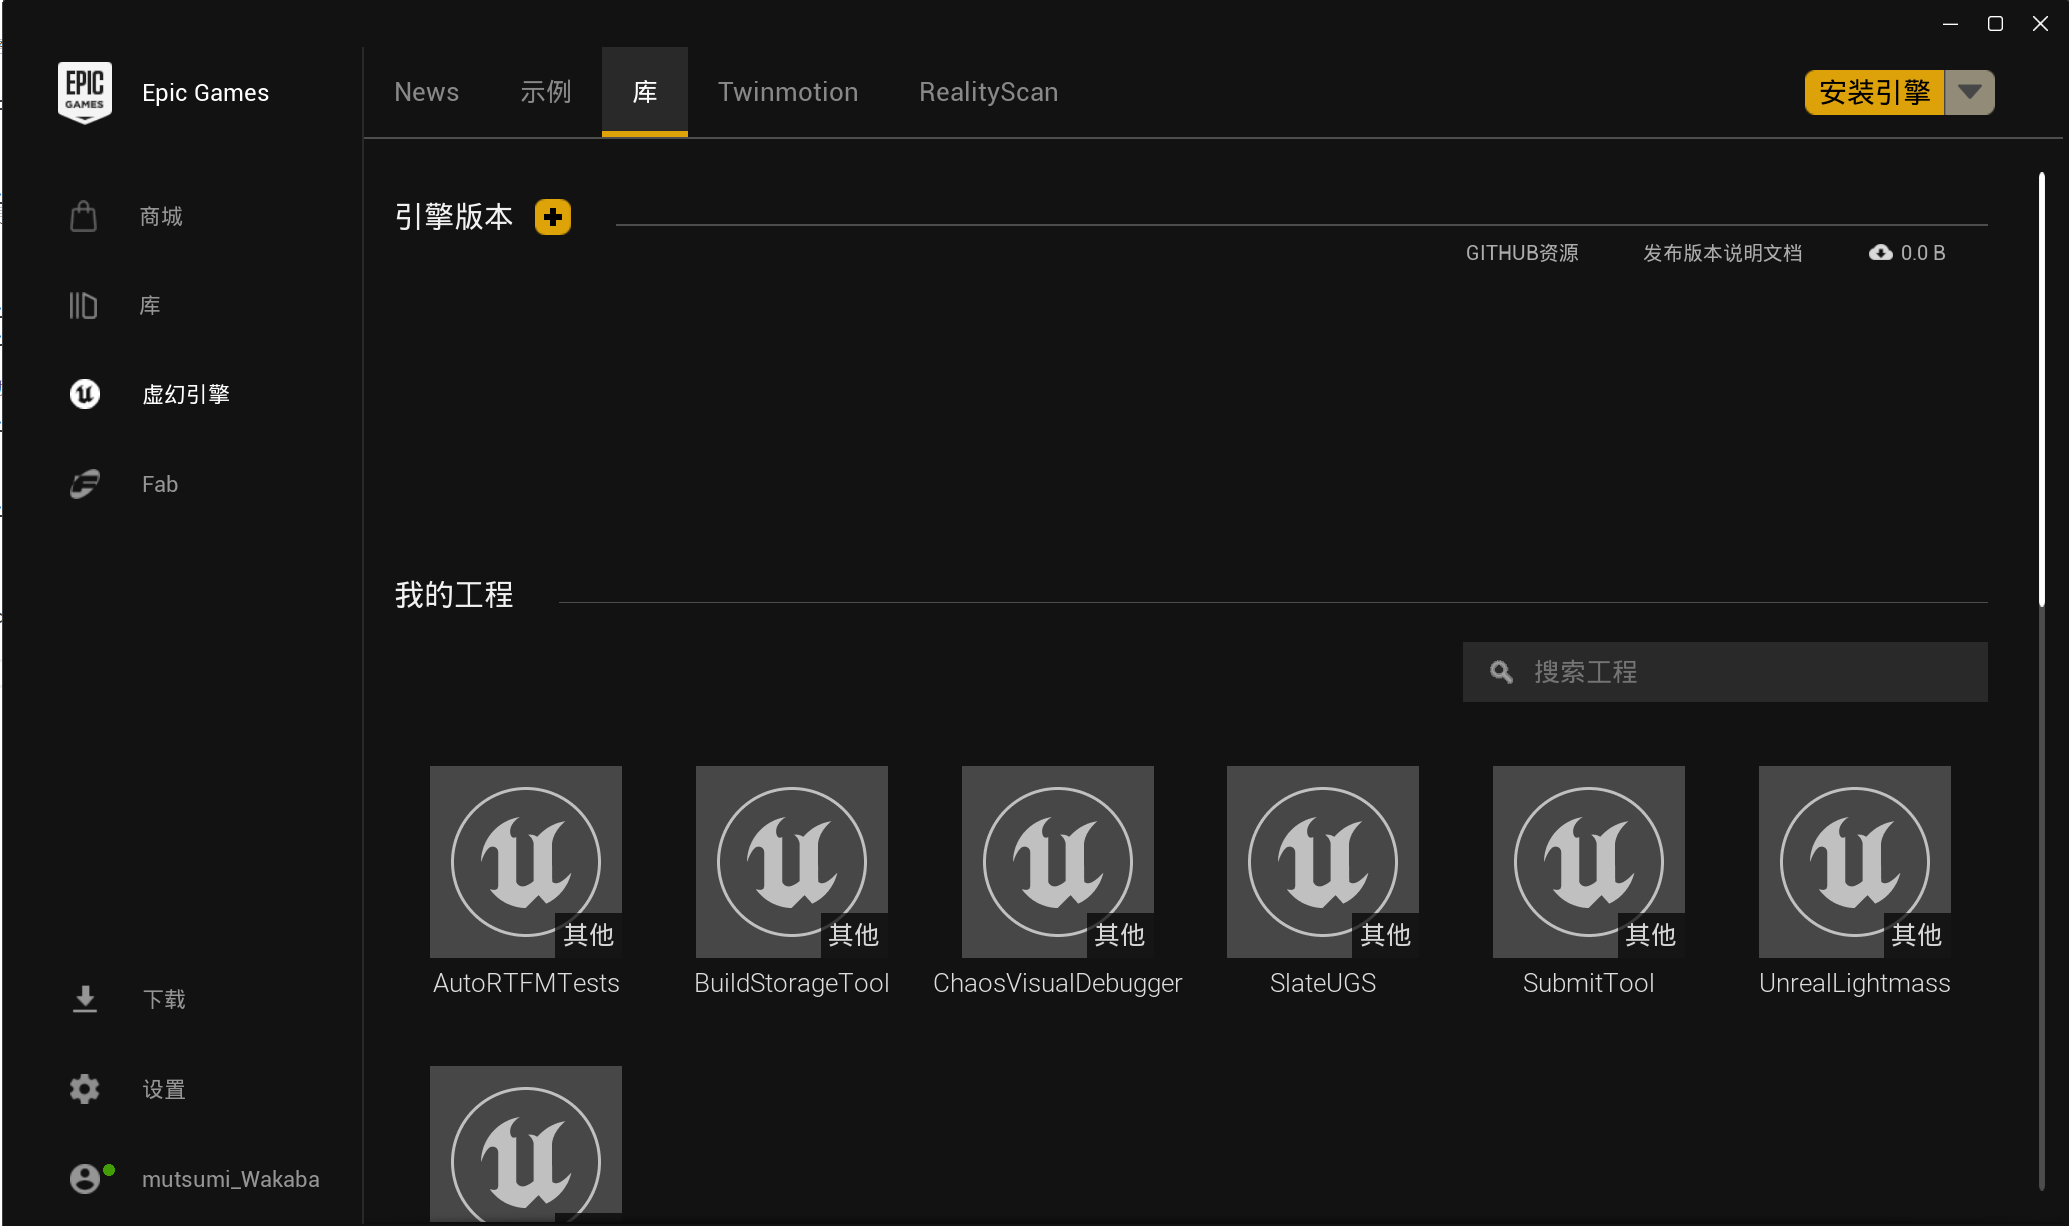 EPIC GAMES
Epic Games
News
示例
库
Twinmotion
RealityScan
安装引擎
商城
库
虚幻引擎
Fab
下载
设置
mutsumi_Wakaba
引擎版本
GITHUB资源
发布版本说明文档
0.0 B
我的工程
搜索工程
其他
其他
其他
其他
其他
其他
AutoRTFMTests
BuildStorageTool
ChaosVisualDebugger
SlateUGS
SubmitTool
UnrealLightmass